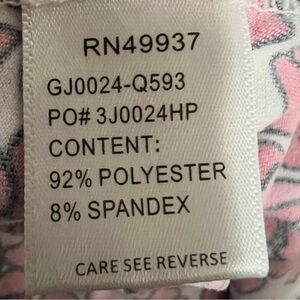 RN49937
GJ0024-Q593
PO# 3J0024HP
CONTENT:
92% POLYESTER
8% SPANDEX
CARE SEE REVERSE